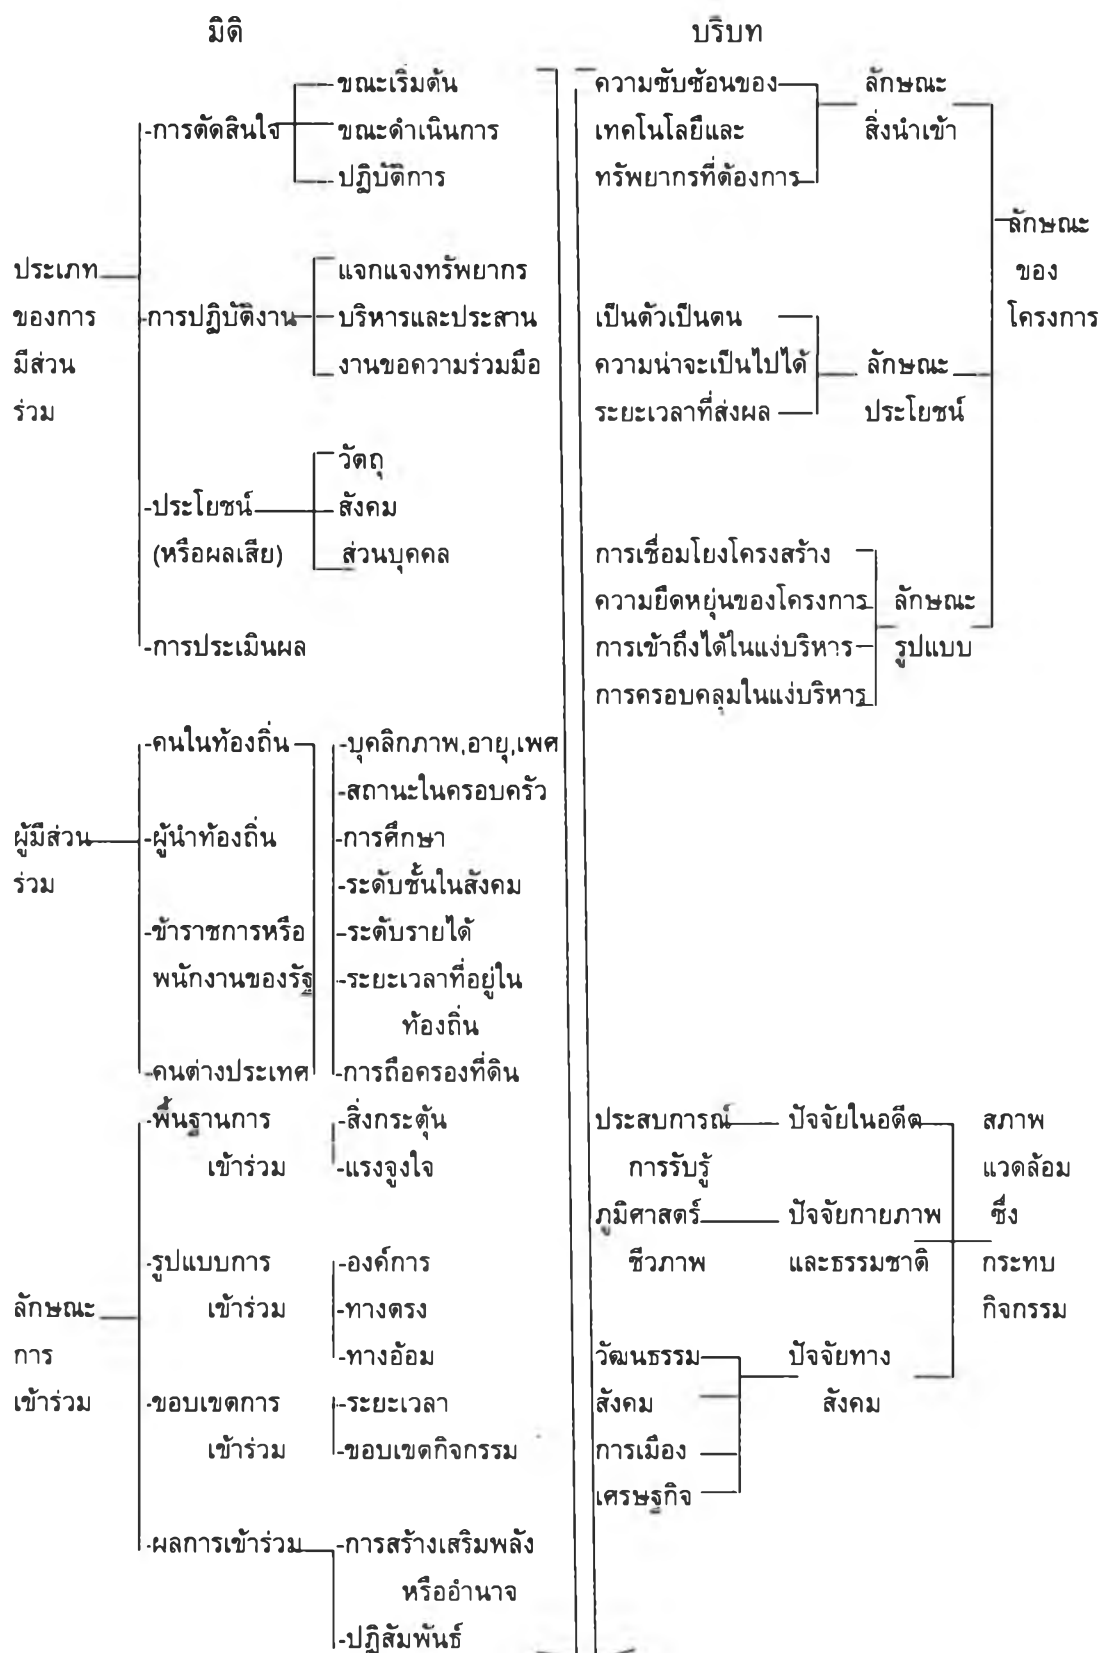 มิติ
บริบท
ประเภท
ของการ
มีส่วน
ร่วม
-การตัดสินใจ
ขณะเริ่มต้น
ขณะดำเนินการ
ปฏิบัติการ
-การปฏิบัติงาน
แจกแจงทรัพยากร
บริหารและประสาน
งานขอความร่วมมือ
-ประโยชน์
(หรือผลเสีย)
วัตถุ
สังคม
ส่วนบุคคล
-การประเมินผล
ผู้มีส่วน
ร่วม
-คนในท้องถิ่น
-ผู้นำท้องถิ่น
-ข้าราชการหรือ
พนักงานของรัฐ
-คนต่างประเทศ
-บุคลิกภาพ,อายุ,เพศ
-สถานะในครอบครัว
-การศึกษา
-ระดับชั้นในสังคม
-ระดับรายได้
-ระยะเวลาที่อยู่ใน
ท้องถิ่น
-การถือครองที่ดิน
ลักษณะ
การ
เข้าร่วม
-พื้นฐานการ
เข้าร่วม
-สิ่งกระตุ้น
-แรงจูงใจ
-รูปแบบการ
เข้าร่วม
-องค์การ
-ทางตรง
-ทางอ้อม
-ขอบเขตการ
เข้าร่วม
-ระยะเวลา
-ขอบเขตกิจกรรม
-ผลการเข้าร่วม
-การสร้างเสริมพลัง
หรืออำนาจ
-ปฏิสัมพันธ์
ความซับซ้อนของ
เทคโนโลยีและ
ทรัพยากรที่ต้องการ
ลักษณะ
สิ่งนำเข้า
เป็นตัวเป็นตน
ความน่าจะเป็นไปได้
ระยะเวลาที่ส่งผล
ลักษณะ
ประโยชน์
การเชื่อมโยงโครงสร้าง
ความยืดหยุ่นของโครงการ
การเข้าถึงได้ในแง่บริหาร
การครอบคลุมในแง่บริหาร
ลักษณะ
รูปแบบ
ลักษณะ
ของ
โครงการ
ประสบการณ์
การรับรู้
ปัจจัยในอดีต
ภูมิศาสตร์
ชีวภาพ
ปัจจัยกายภาพ
และธรรมชาติ
วัฒนธรรม
สังคม
การเมือง
เศรษฐกิจ
ปัจจัยทาง
สังคม
สภาพ
แวดล้อม
ซึ่ง
กระทบ
กิจกรรม